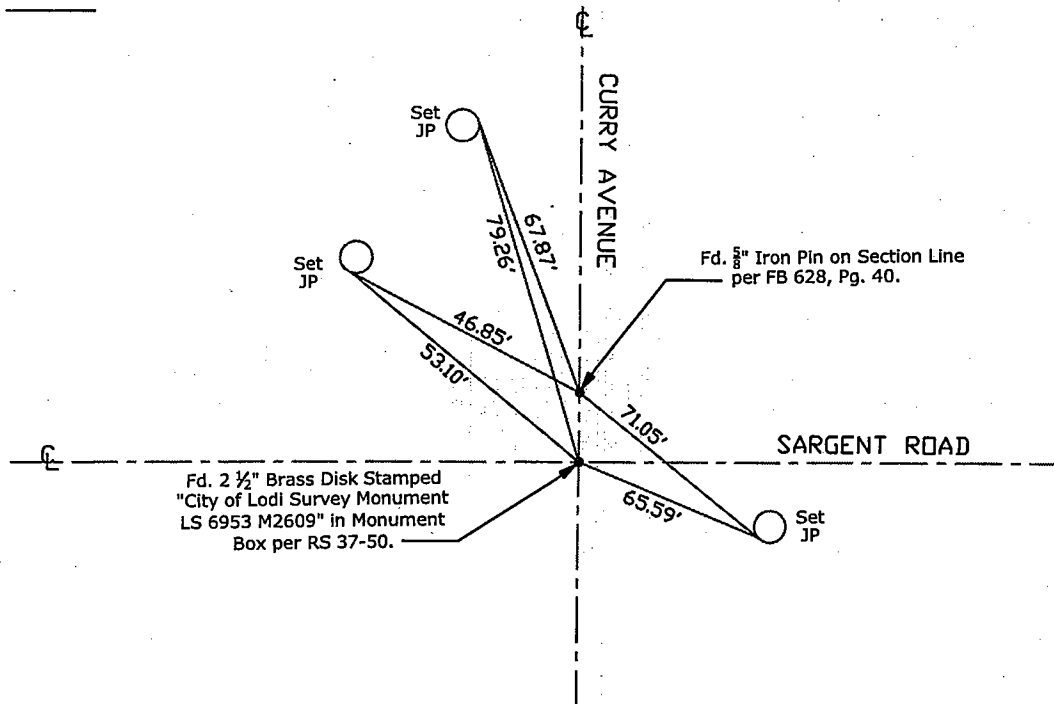 ℄
CURRY AVENUE
Set
JP
67.87'
79.26'
Fd. ⅝" Iron Pin on Section Line
per FB 628, Pg. 40.
Set
JP
46.85'
53.10'
71.05'
SARGENT ROAD
℄
Fd. 2 ½" Brass Disk Stamped
"City of Lodi Survey Monument
LS 6953 M2609" in Monument
Box per RS 37-50.
65.59'
Set
JP